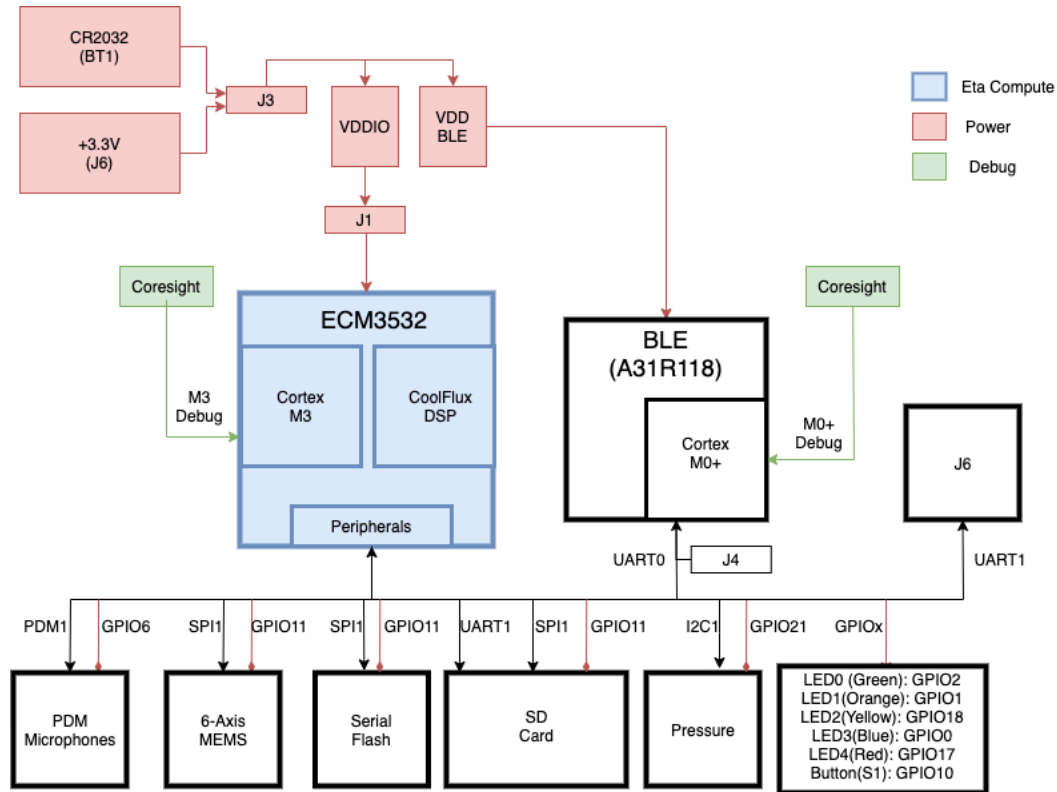 CR2032
(BT1)
+3.3V
(J6)
J3
VDDIO
VDD
BLE
J1
Eta Compute
Power
Debug
Coresight
M3
Debug
ECM3532
Cortex
M3
CoolFlux
DSP
Peripherals
BLE
(A31R118)
Cortex
M0+
Coresight
M0+
Debug
J6
UART0
J4
UART1
PDM1
GPIO6
SPI1
GPIO11
SPI1
GPIO11
UART1
SPI1
GPIO11
I2C1
GPIO21
GPIOx
PDM
Microphones
6-Axis
MEMS
Serial
Flash
SD
Card
Pressure
LED0 (Green): GPIO2
LED1(Orange): GPIO1
LED2(Yellow): GPIO18
LED3(Blue): GPIO0
LED4(Red): GPIO17
Button(S1): GPIO10